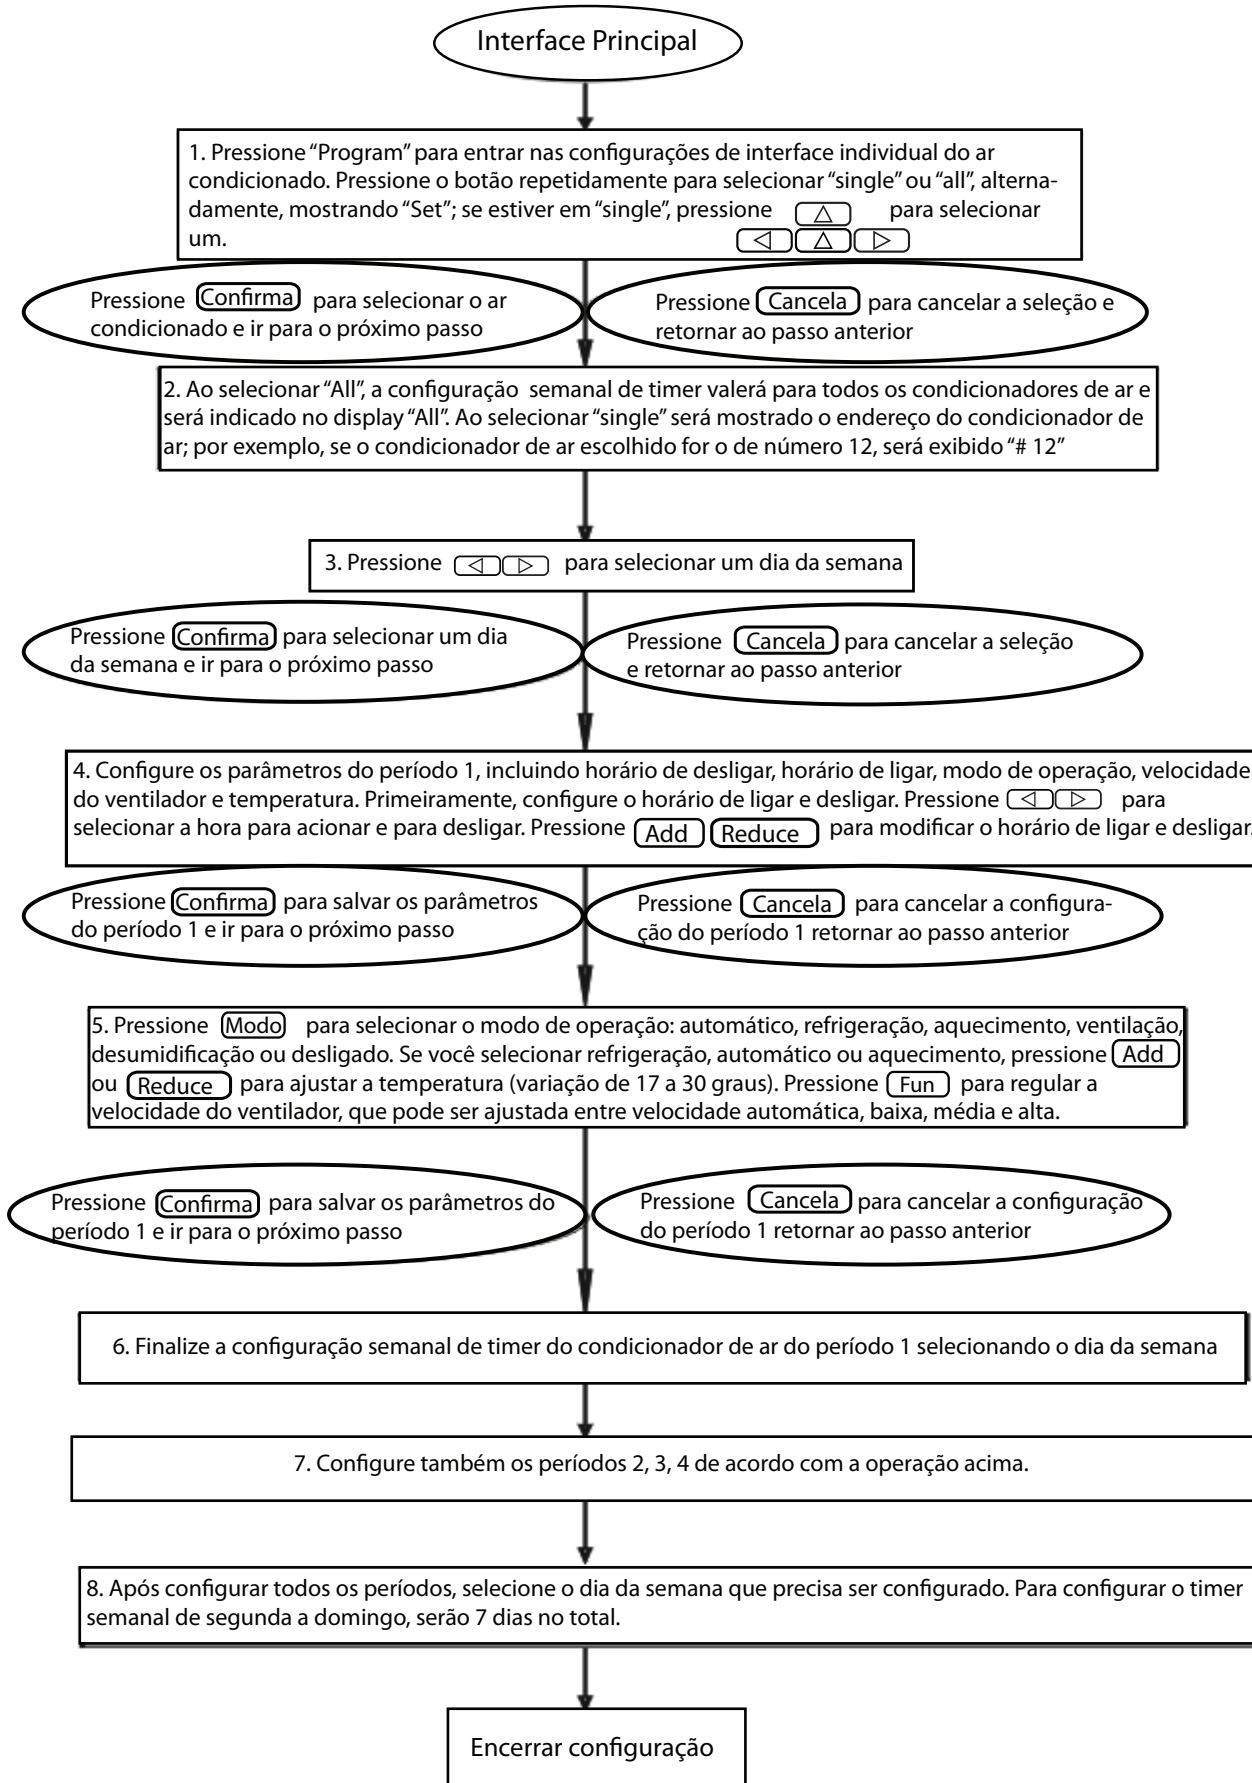 Interface Principal
1. Pressione “Program” para entrar nas configurações de interface individual do ar
condicionado. Pressione o botão repetidamente para selecionar “single” ou “all”, alterna-
damente, mostrando “Set”; se estiver em “single”, pressione △ para selecionar
um. ◁ △ ▷
Pressione Confirma para selecionar o ar
condicionado e ir para o próximo passo
Pressione Cancela para cancelar a seleção e
retornar ao passo anterior
2. Ao selecionar “All”, a configuração semanal de timer valerá para todos os condicionadores de ar e
será indicado no display “All”. Ao selecionar “single” será mostrado o endereço do condicionador de
ar; por exemplo, se o condicionador de ar escolhido for o de número 12, será exibido “# 12”
3. Pressione ◁ ▷ para selecionar um dia da semana
Pressione Confirma para selecionar um dia
da semana e ir para o próximo passo
Pressione Cancela para cancelar a seleção
e retornar ao passo anterior
4. Configure os parâmetros do período 1, incluindo horário de desligar, horário de ligar, modo de operação, velocidade
do ventilador e temperatura. Primeiramente, configure o horário de ligar e desligar. Pressione ◁ ▷ para
selecionar a hora para acionar e para desligar. Pressione Add Reduce para modificar o horário de ligar e desligar.
Pressione Confirma para salvar os parâmetros
do período 1 e ir para o próximo passo
Pressione Cancela para cancelar a configura-
ção do período 1 retornar ao passo anterior
5. Pressione Modo para selecionar o modo de operação: automático, refrigeração, aquecimento, ventilação,
desumidificação ou desligado. Se você selecionar refrigeração, automático ou aquecimento, pressione Add
ou Reduce para ajustar a temperatura (variação de 17 a 30 graus). Pressione Fun para regular a
velocidade do ventilador, que pode ser ajustada entre velocidade automática, baixa, média e alta.
Pressione Confirma para salvar os parâmetros do
período 1 e ir para o próximo passo
Pressione Cancela para cancelar a configuração
do período 1 retornar ao passo anterior
6. Finalize a configuração semanal de timer do condicionador de ar do período 1 selecionando o dia da semana
7. Configure também os períodos 2, 3, 4 de acordo com a operação acima.
8. Após configurar todos os períodos, selecione o dia da semana que precisa ser configurado. Para configurar o timer
semanal de segunda a domingo, serão 7 dias no total.
Encerrar configuração